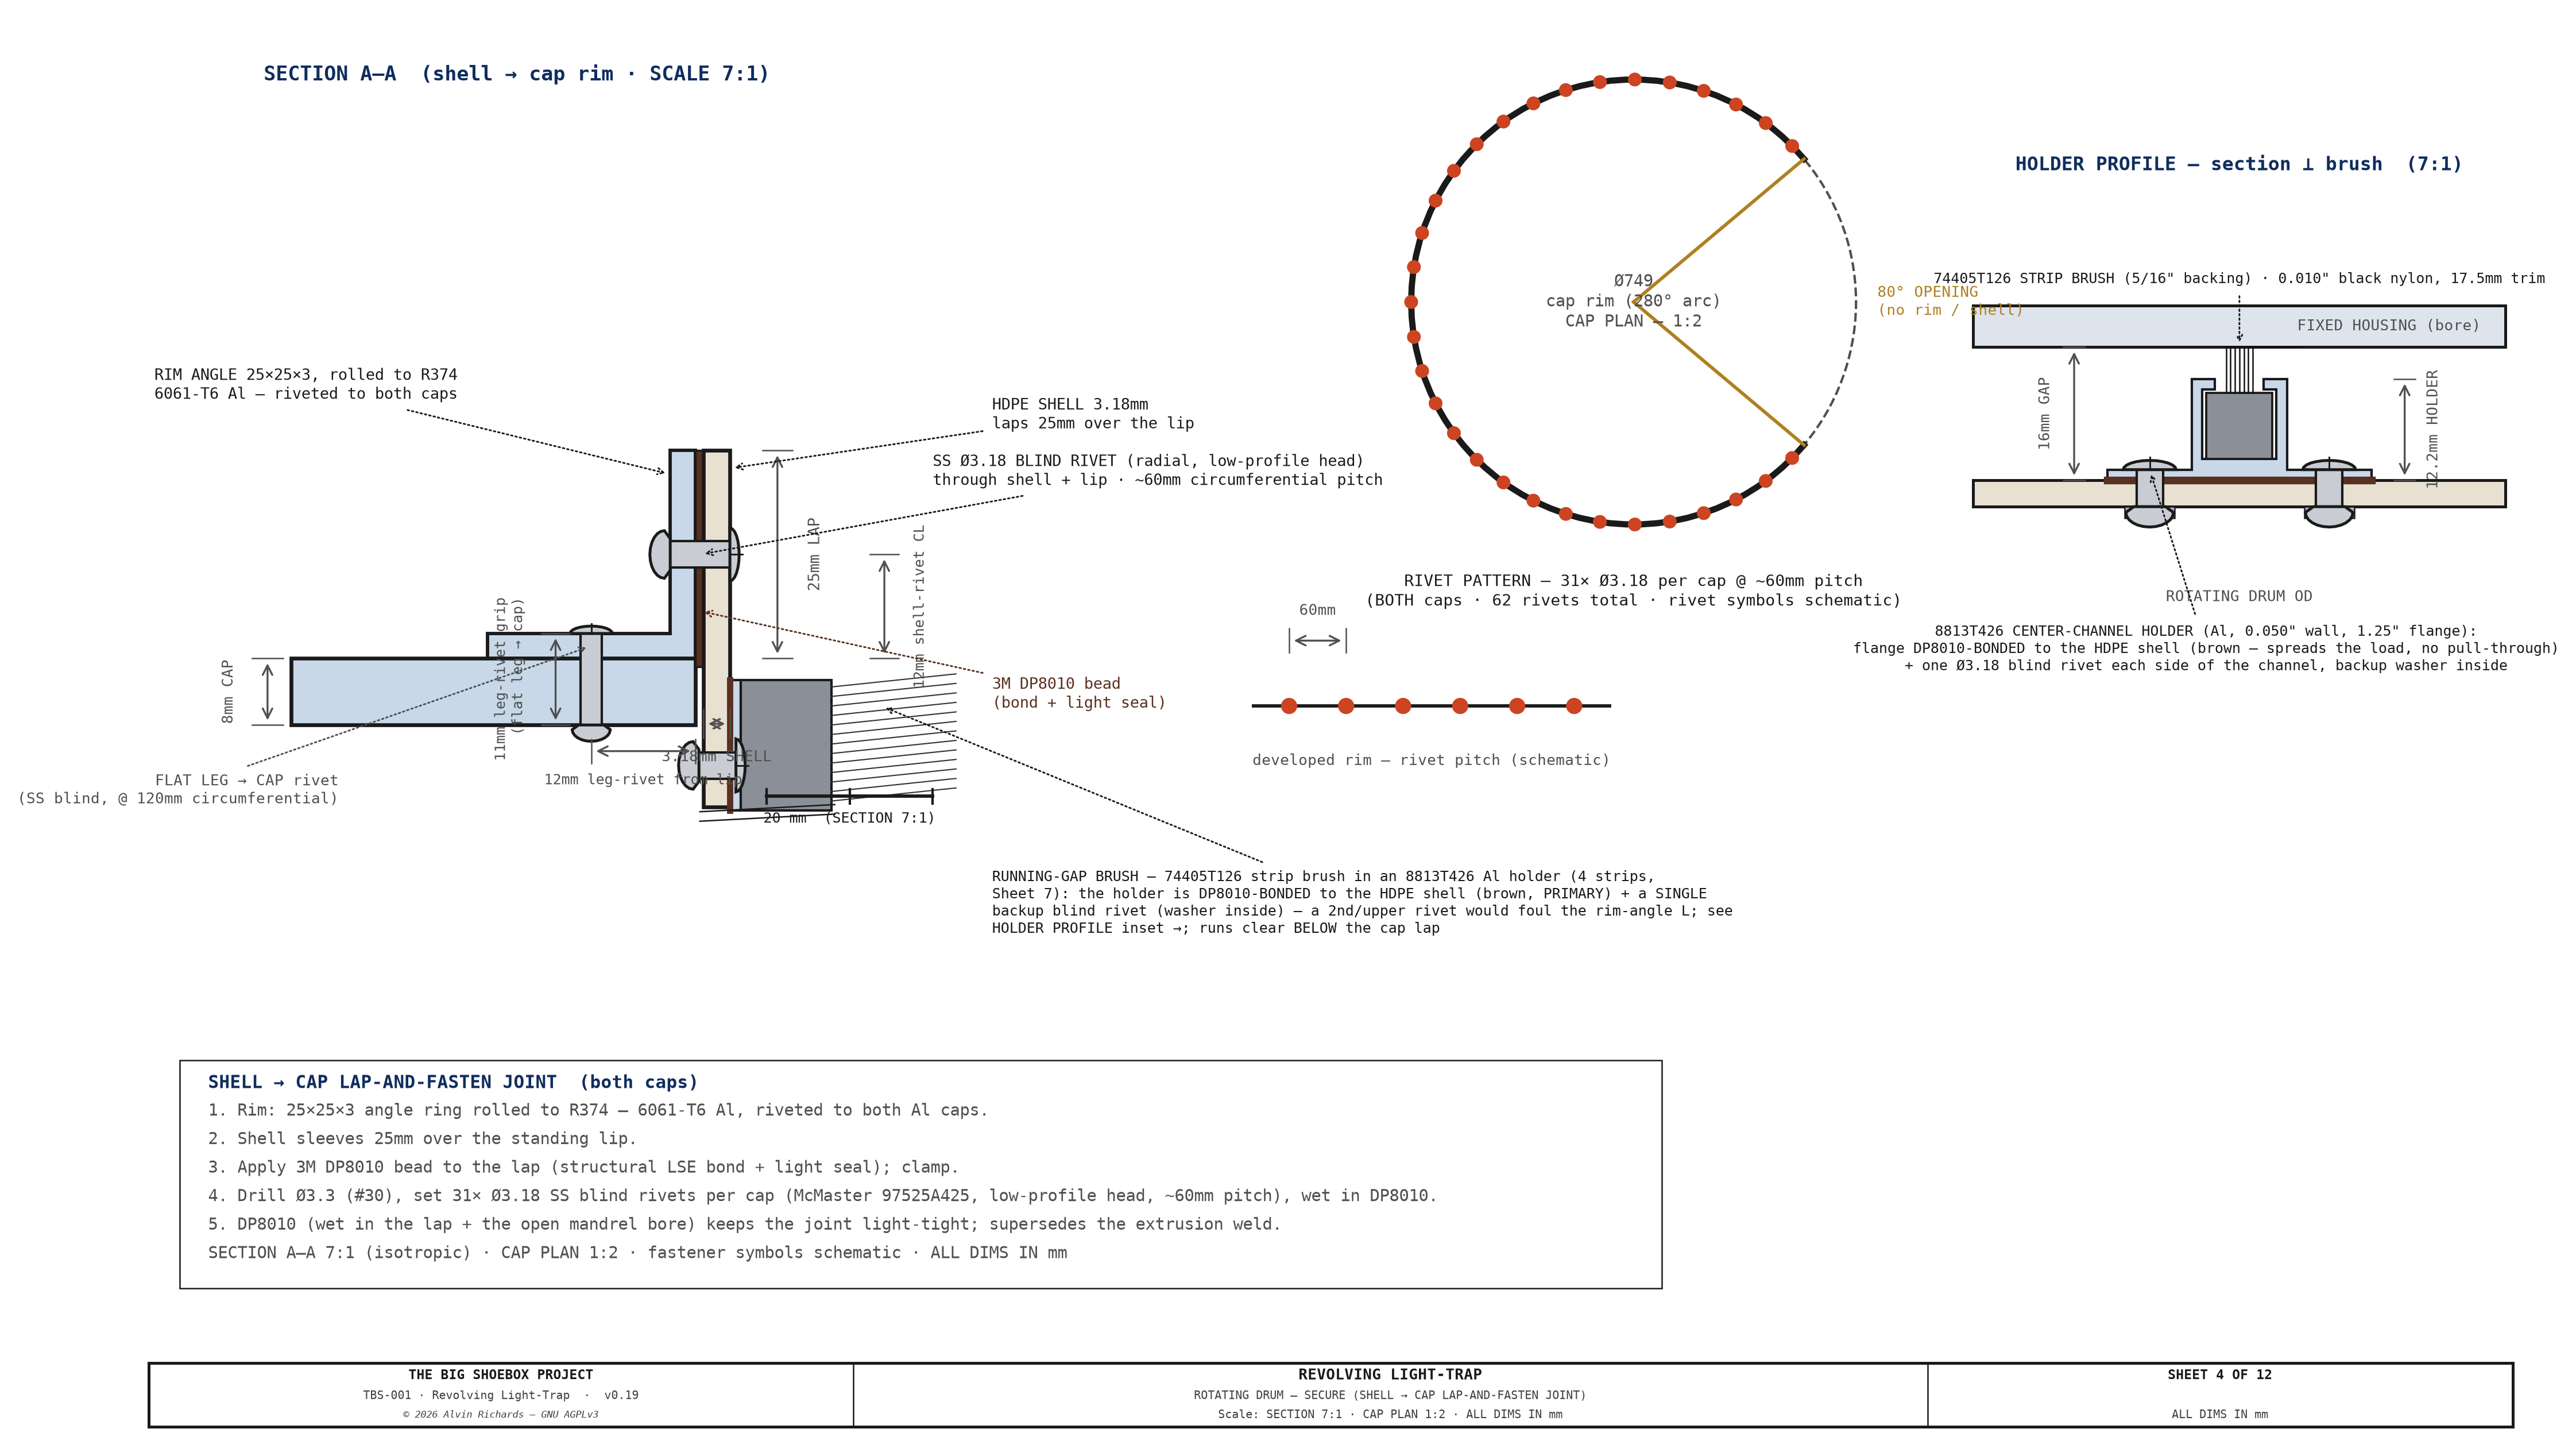 SECTION A–A  (shell → cap rim · SCALE 7:1)
HOLDER PROFILE — section ⊥ brush  (7:1)
RIM ANGLE 25×25×3, rolled to R374
6061-T6 Al — riveted to both caps
HDPE SHELL 3.18mm
laps 25mm over the lip
SS Ø3.18 BLIND RIVET (radial, low-profile head)
through shell + lip · ~60mm circumferential pitch
25mm LAP
12mm shell-rivet CL
11mm leg-rivet grip
(flat leg → cap)
8mm CAP
3M DP8010 bead
(bond + light seal)
3.18mm SHELL
12mm leg-rivet from lip
FLAT LEG → CAP rivet
(SS blind, @ 120mm circumferential)
20 mm  (SECTION 7:1)
RUNNING-GAP BRUSH — 74405T126 strip brush in an 8813T426 Al holder (4 strips,
Sheet 7): the holder is DP8010-BONDED to the HDPE shell (brown, PRIMARY) + a SINGLE
backup blind rivet (washer inside) — a 2nd/upper rivet would foul the rim-angle L; see
HOLDER PROFILE inset →; runs clear BELOW the cap lap
Ø749
cap rim (280° arc)
CAP PLAN — 1:2
80° OPENING
(no rim / shell)
RIVET PATTERN — 31× Ø3.18 per cap @ ~60mm pitch
(BOTH caps · 62 rivets total · rivet symbols schematic)
60mm
developed rim — rivet pitch (schematic)
74405T126 STRIP BRUSH (5/16" backing) · 0.010" black nylon, 17.5mm trim
FIXED HOUSING (bore)
16mm GAP
12.2mm HOLDER
ROTATING DRUM OD
8813T426 CENTER-CHANNEL HOLDER (Al, 0.050" wall, 1.25" flange):
flange DP8010-BONDED to the HDPE shell (brown — spreads the load, no pull-through)
+ one Ø3.18 blind rivet each side of the channel, backup washer inside
SHELL → CAP LAP-AND-FASTEN JOINT  (both caps)
1. Rim: 25×25×3 angle ring rolled to R374 — 6061-T6 Al, riveted to both Al caps.
2. Shell sleeves 25mm over the standing lip.
3. Apply 3M DP8010 bead to the lap (structural LSE bond + light seal); clamp.
4. Drill Ø3.3 (#30), set 31× Ø3.18 SS blind rivets per cap (McMaster 97525A425, low-profile head, ~60mm pitch), wet in DP8010.
5. DP8010 (wet in the lap + the open mandrel bore) keeps the joint light-tight; supersedes the extrusion weld.
SECTION A–A 7:1 (isotropic) · CAP PLAN 1:2 · fastener symbols schematic · ALL DIMS IN mm
THE BIG SHOEBOX PROJECT
TBS-001 · Revolving Light-Trap  ·  v0.19
© 2026 Alvin Richards — GNU AGPLv3
REVOLVING LIGHT-TRAP
ROTATING DRUM — SECURE (SHELL → CAP LAP-AND-FASTEN JOINT)
Scale: SECTION 7:1 · CAP PLAN 1:2 · ALL DIMS IN mm
SHEET 4 OF 12
ALL DIMS IN mm